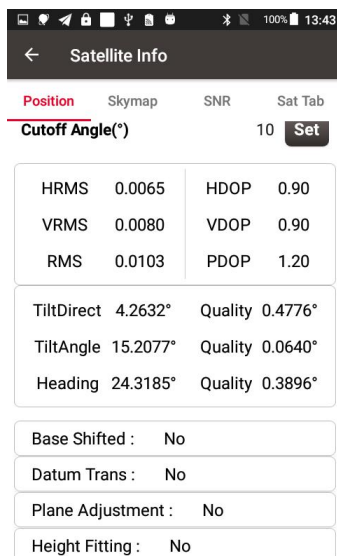 100% 13:43
Satellite Info
Position Skymap SNR Sat Tab
Cutoff Angle(°) 10 Set
HRMS 0.0065 HDOP 0.90
VRMS 0.0080 VDOP 0.90
RMS 0.0103 PDOP 1.20
TiltDirect 4.2632° Quality 0.4776°
TiltAngle 15.2077° Quality 0.0640°
Heading 24.3185° Quality 0.3896°
Base Shifted : No
Datum Trans : No
Plane Adjustment : No
Height Fitting : No